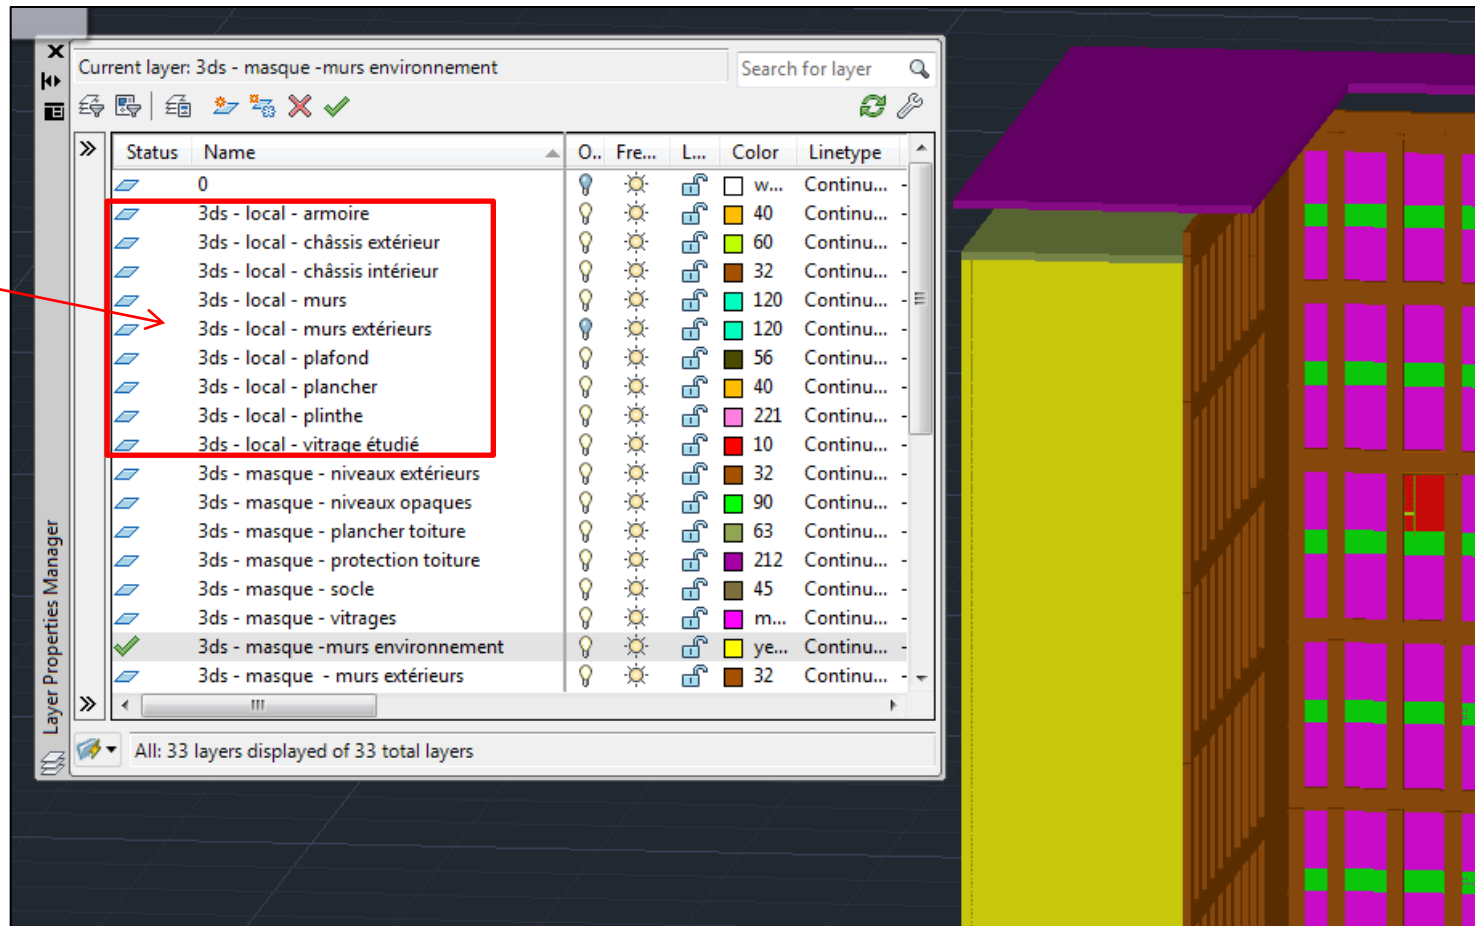 Current layer: 3ds - masque -murs environnement
Search for layer
Status Name O.. Fre... L... Color Linetype
0 w... Continu... -
3ds - local - armoire 40 Continu... -
3ds - local - châssis extérieur 60 Continu... -
3ds - local - châssis intérieur 32 Continu... -
3ds - local - murs 120 Continu... -
3ds - local - murs extérieurs 120 Continu... -
3ds - local - plafond 56 Continu... -
3ds - local - plancher 40 Continu... -
3ds - local - plinthe 221 Continu... -
3ds - local - vitrage étudié 10 Continu... -
3ds - masque - niveaux extérieurs 32 Continu... -
3ds - masque - niveaux opaques 90 Continu... -
3ds - masque - plancher toiture 63 Continu... -
3ds - masque - protection toiture 212 Continu... -
3ds - masque - socle 45 Continu... -
3ds - masque - vitrages m... Continu... -
3ds - masque -murs environnement ye... Continu... -
3ds - masque - murs extérieurs 32 Continu... -
All: 33 layers displayed of 33 total layers
Layer Properties Manager